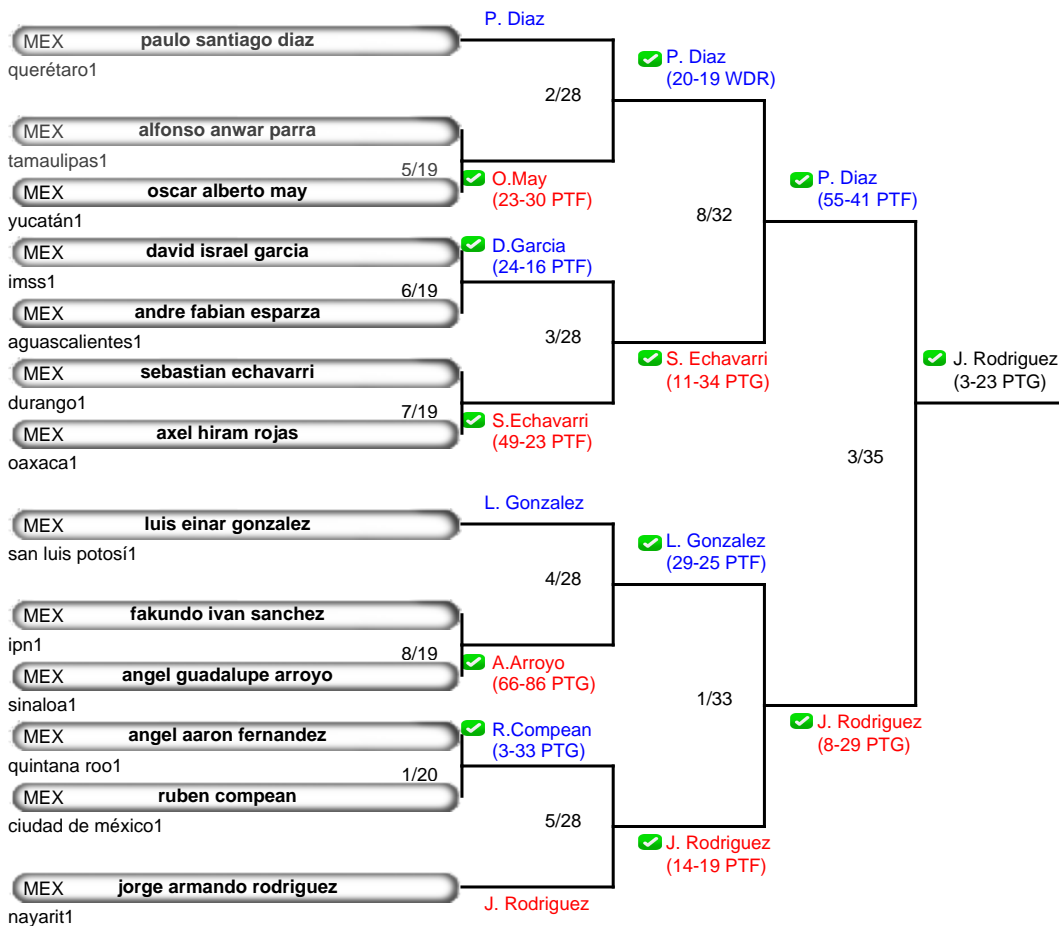 P. Diaz
MEX paulo santiago diaz
querétaro1
P. Diaz
(20-19 WDR)
2/28
MEX alfonso anwar parra
tamaulipas1
5/19
O.May
(23-30 PTF)
MEX oscar alberto may
yucatán1
P. Diaz
(55-41 PTF)
8/32
MEX david israel garcia
imss1
D.Garcia
(24-16 PTF)
6/19
MEX andre fabian esparza
aguascalientes1
3/28
S. Echavarri
(11-34 PTG)
J. Rodriguez
(3-23 PTG)
MEX sebastian echavarri
durango1
7/19
S.Echavarri
(49-23 PTF)
MEX axel hiram rojas
oaxaca1
3/35
L. Gonzalez
MEX luis einar gonzalez
san luis potosí1
L. Gonzalez
(29-25 PTF)
4/28
MEX fakundo ivan sanchez
ipn1
8/19
A.Arroyo
(66-86 PTG)
MEX angel guadalupe arroyo
sinaloa1
1/33
J. Rodriguez
(8-29 PTG)
MEX angel aaron fernandez
quintana roo1
R.Compean
(3-33 PTG)
1/20
MEX ruben compean
ciudad de méxico1
5/28
J. Rodriguez
(14-19 PTF)
MEX jorge armando rodriguez
nayarit1
J. Rodriguez